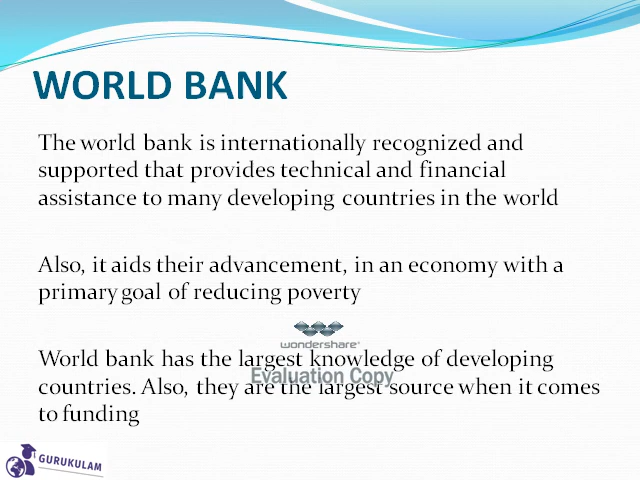 WORLD BANK
The world bank is internationally recognized and
supported that provides technical and financial
assistance to many developing countries in the world
Also, it aids their advancement, in an economy with a
primary goal of reducing poverty
wondershare
World bank has the largest knowledge of developing
Evaluation Copy
countries. Also, they are the largest source when it comes
to funding
GURUKULAM